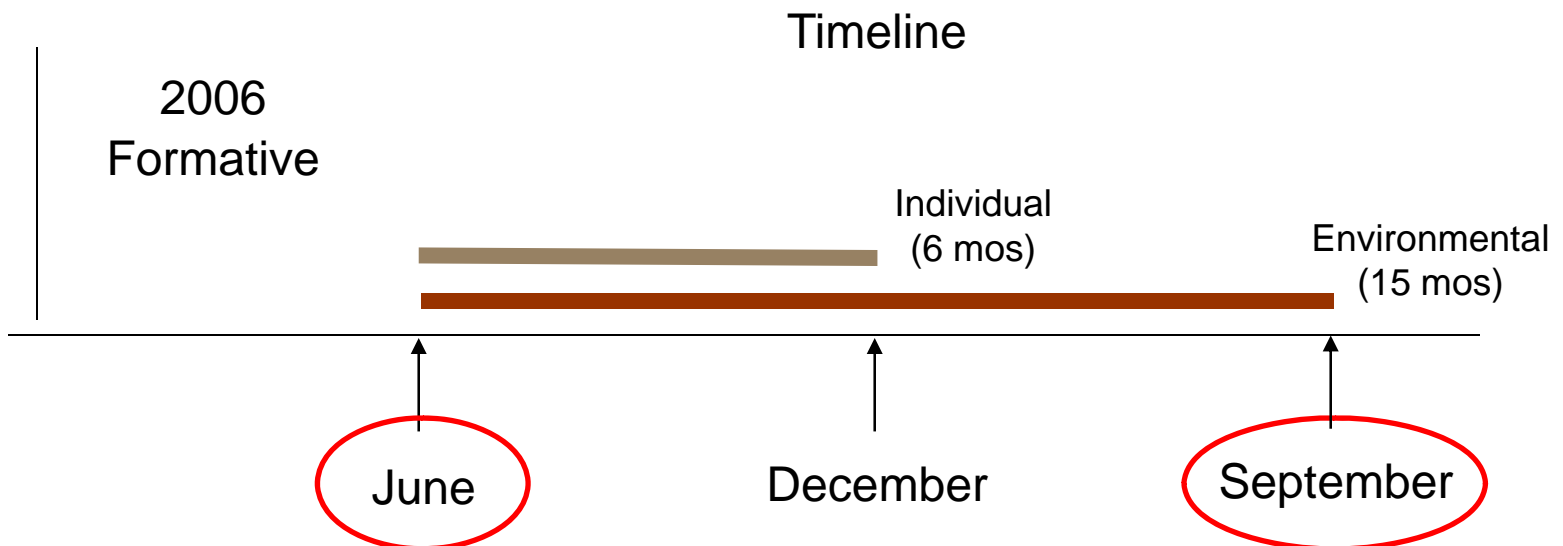 Timeline
2006
Formative
Individual
(6 mos)
Environmental
(15 mos)
June
December
September